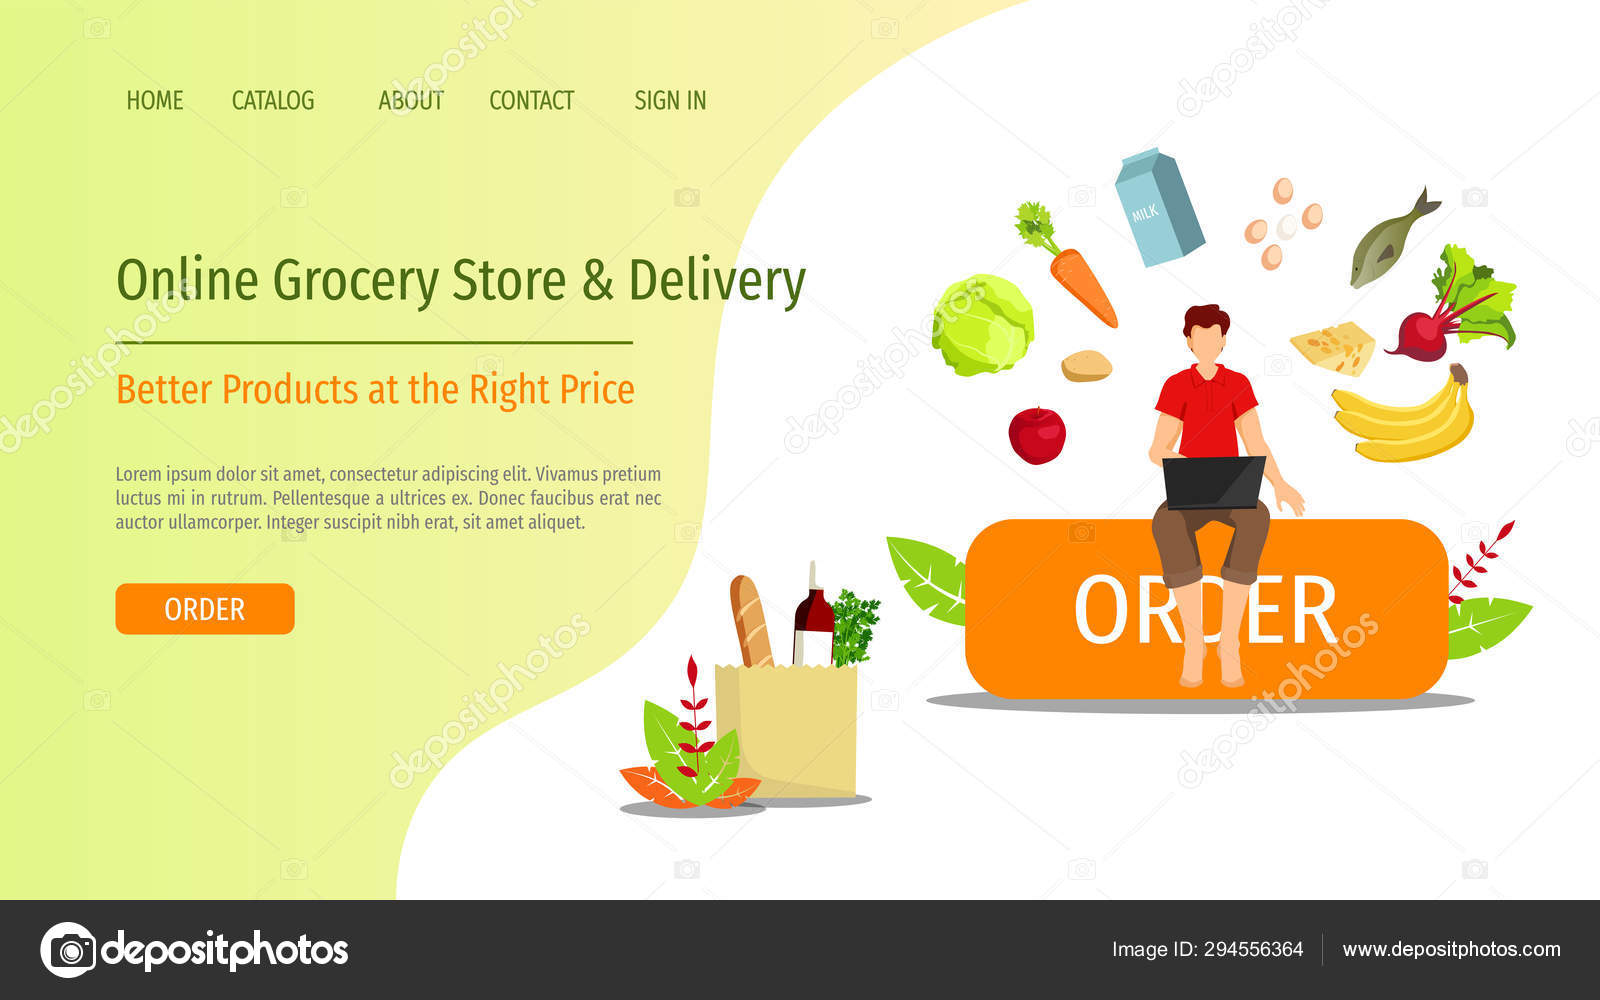 HOME CATALOG ABOUT CONTACT SIGN IN
Online Grocery Store & Delivery
Better Products at the Right Price
Lorem ipsum dolor sit amet, consectetur adipiscing elit. Vivamus pretium
luctus mi in rutrum. Pellentesque a ultrices ex. Donec faucibus erat nec
auctor ullamcorper. Integer suscipit nibh erat, sit amet aliquet.
ORDER
MILK
ORDER
depositphotos
Image ID: 294556364 www.depositphotos.com